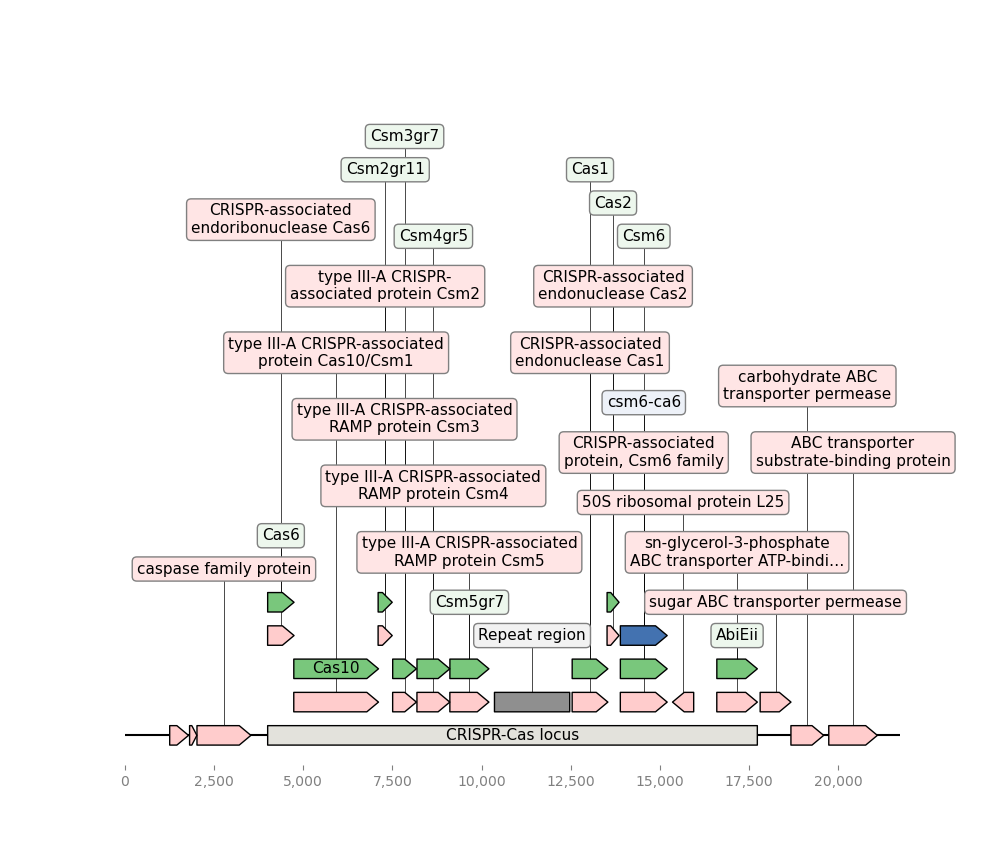 Csm3gr7
Csm2gr11
Cas1
Cas2
CRISPR-associated
endoribonuclease Cas6
Csm4gr5
Csm6
type III-A CRISPR-
associated protein Csm2
CRISPR-associated
endonuclease Cas2
type III-A CRISPR-associated
protein Cas10/Csm1
CRISPR-associated
endonuclease Cas1
carbohydrate ABC
transporter permease
csm6-ca6
type III-A CRISPR-associated
RAMP protein Csm3
CRISPR-associated
protein, Csm6 family
ABC transporter
substrate-binding protein
type III-A CRISPR-associated
RAMP protein Csm4
50S ribosomal protein L25
Cas6
type III-A CRISPR-associated
RAMP protein Csm5
sn-glycerol-3-phosphate
ABC transporter ATP-bindi...
caspase family protein
Csm5gr7
sugar ABC transporter permease
Repeat region
AbiEii
Cas10
CRISPR-Cas locus
0 2,500 5,000 7,500 10,000 12,500 15,000 17,500 20,000